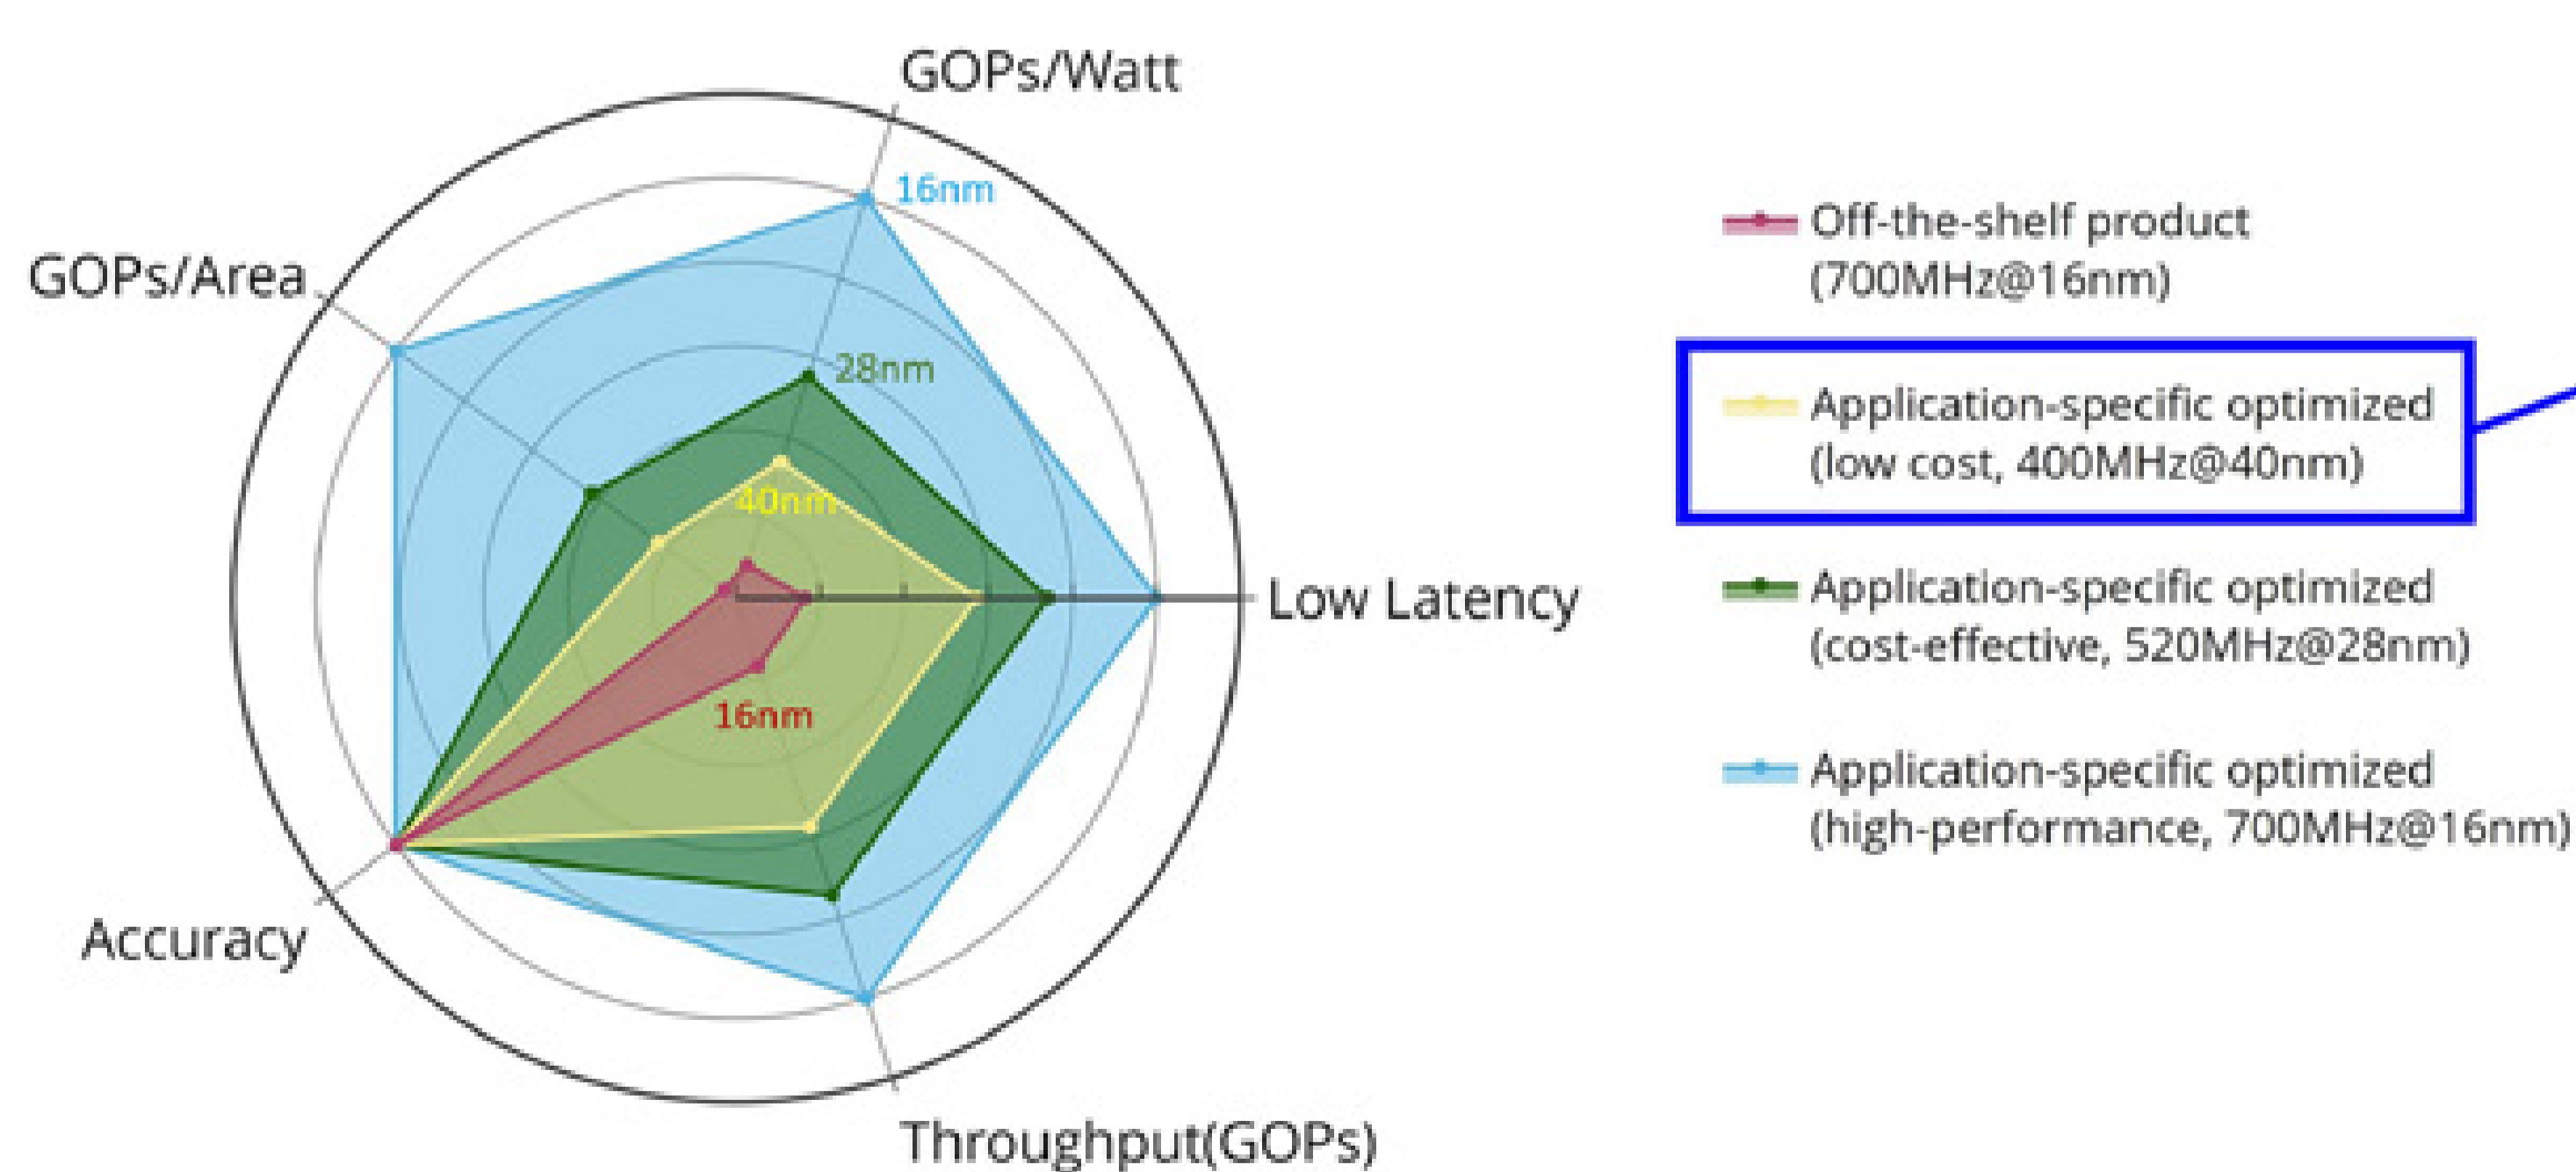 GOPs/Watt
16nm
GOPs/Area
28nm
40nm
Low Latency
16nm
Accuracy
Throughput(GOPs)
Off-the-shelf product
(700MHz@16nm)
Application-specific optimized
(low cost, 400MHz@40nm)
Application-specific optimized
(cost-effective, 520MHz@28nm)
Application-specific optimized
(high-performance, 700MHz@16nm)